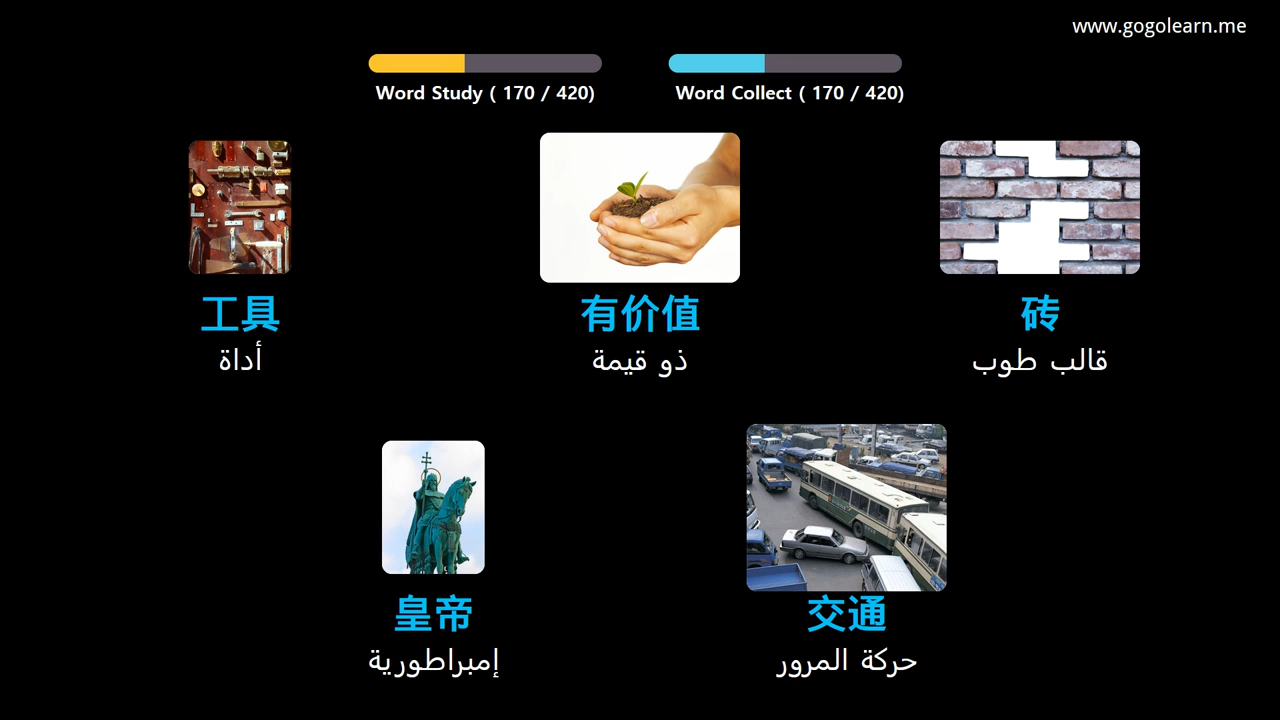 www.gogolearn.me
Word Study ( 170 / 420)
Word Collect ( 170 / 420)
工具
أداة
有价值
ذو قيمة
砖
قالب طوب
皇帝
إمبراطورية
交通
حركة المرور